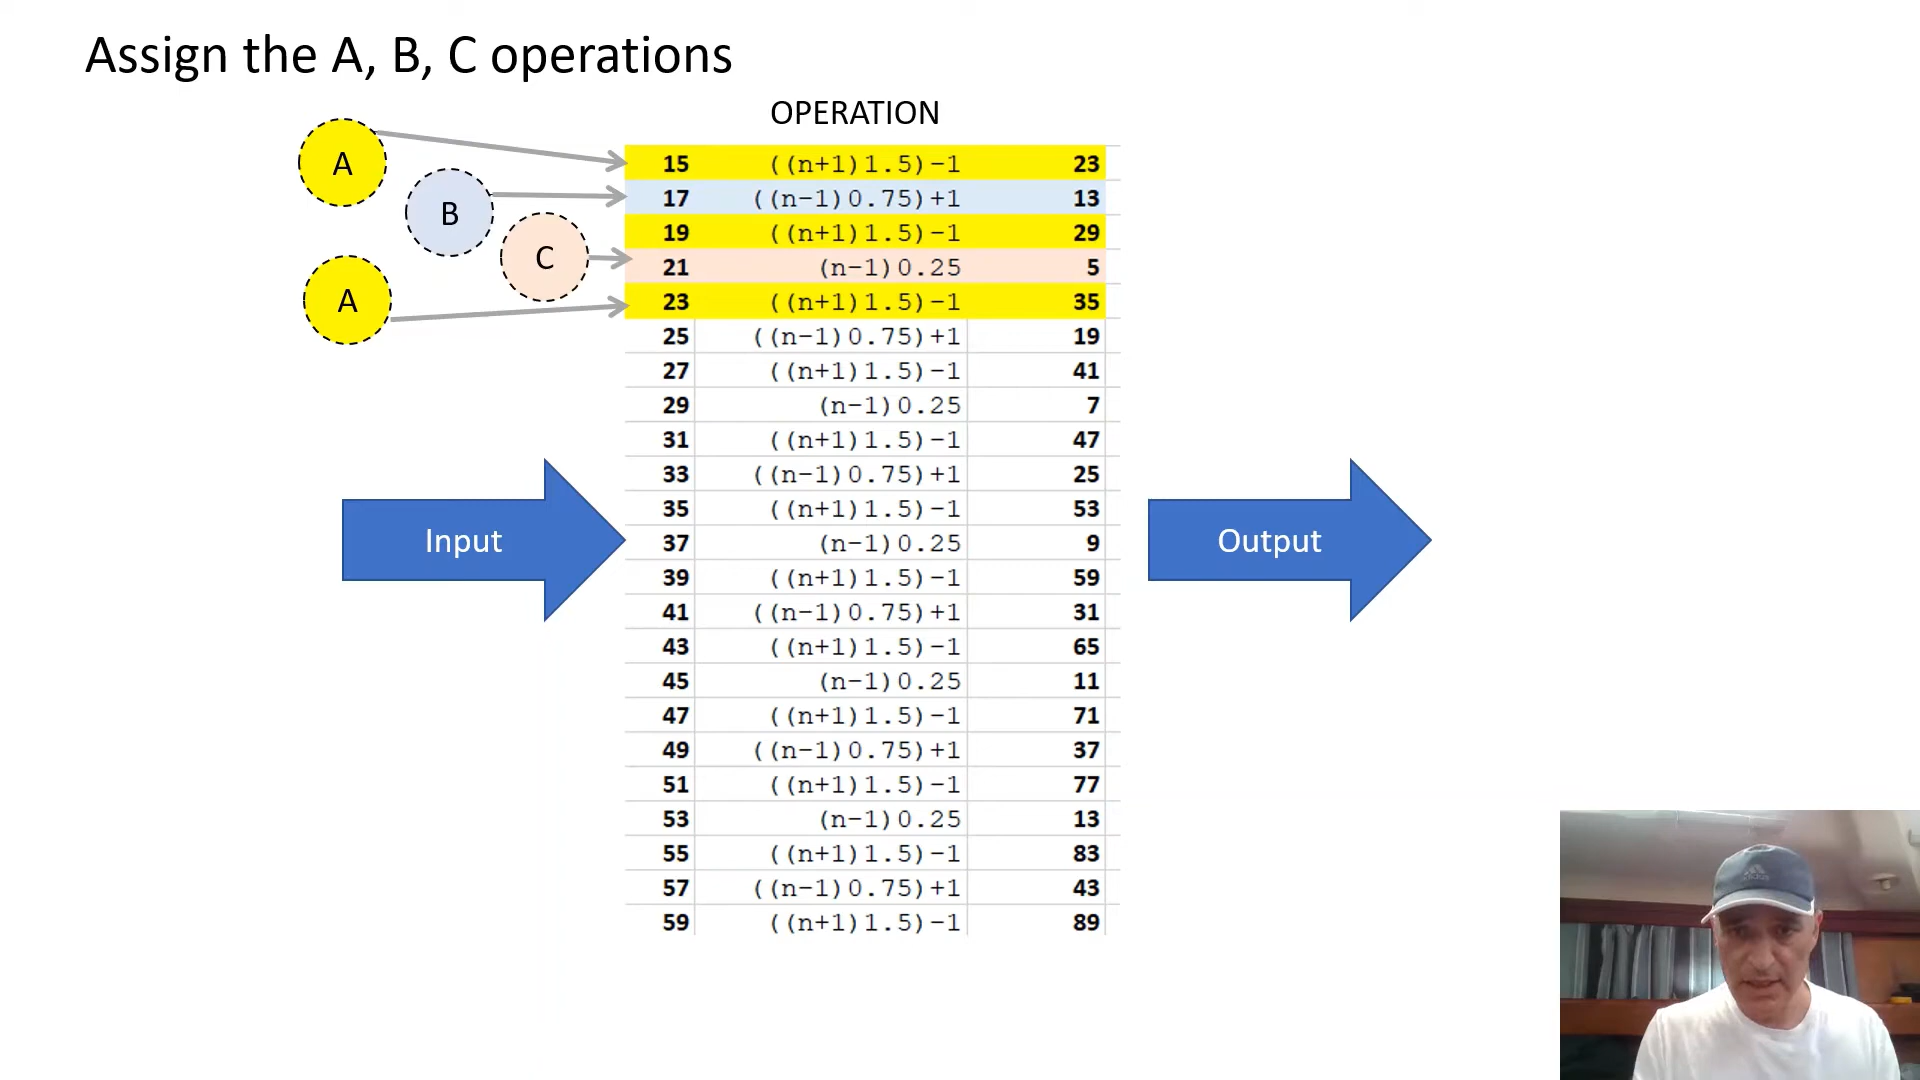 Assign the A, B, C operations
OPERATION
A
B
C
A
15 ((n+1)1.5)-1 23
17 ((n-1)0.75)+1 13
19 ((n+1)1.5)-1 29
21 (n-1)0.25 5
23 ((n+1)1.5)-1 35
25 ((n-1)0.75)+1 19
27 ((n+1)1.5)-1 41
29 (n-1)0.25 7
31 ((n+1)1.5)-1 47
33 ((n-1)0.75)+1 25
35 ((n+1)1.5)-1 53
37 (n-1)0.25 9
39 ((n+1)1.5)-1 59
41 ((n-1)0.75)+1 31
43 ((n+1)1.5)-1 65
45 (n-1)0.25 11
47 ((n+1)1.5)-1 71
49 ((n-1)0.75)+1 37
51 ((n+1)1.5)-1 77
53 (n-1)0.25 13
55 ((n+1)1.5)-1 83
57 ((n-1)0.75)+1 43
59 ((n+1)1.5)-1 89
Input
Output
adidas